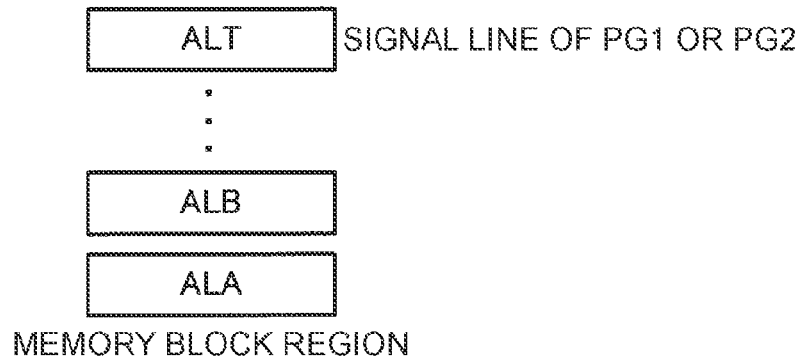 ALT SIGNAL LINE OF PG1 OR PG2
ALB
ALA
MEMORY BLOCK REGION